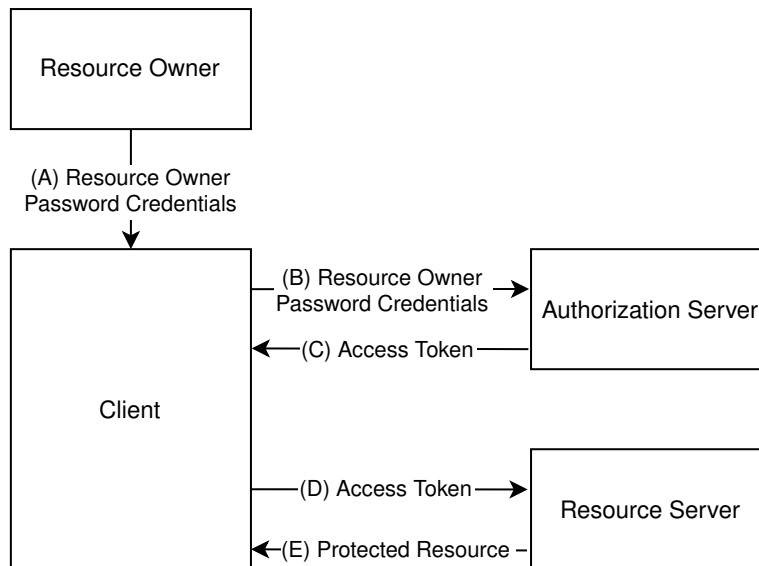 Resource Owner
(A) Resource Owner
Password Credentials
(B) Resource Owner
Password Credentials
Authorization Server
(C) Access Token
Client
(D) Access Token
Resource Server
(E) Protected Resource